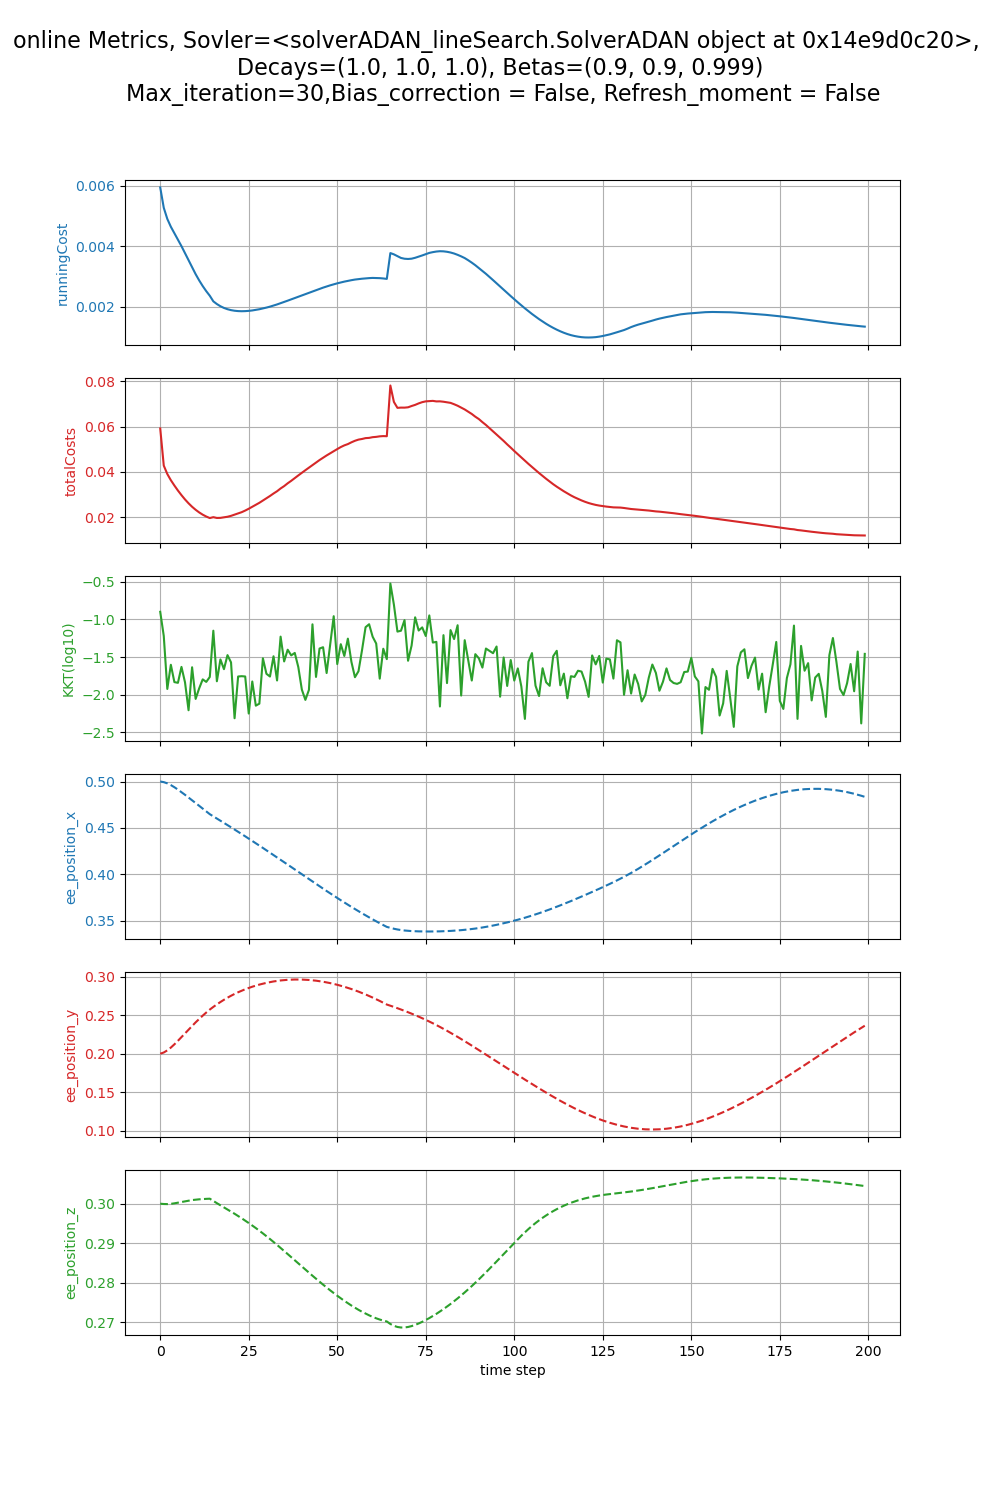 online Metrics, Sovler=<solverADAN_lineSearch.SolverADAN object at 0x14e9d0c20>,
Decays=(1.0, 1.0, 1.0), Betas=(0.9, 0.9, 0.999)
Max_iteration=30,Bias_correction = False, Refresh_moment = False
0.006
0.004
0.002
runningCost
0.08
0.06
0.04
0.02
totalCosts
−0.5
−1.0
−1.5
−2.0
−2.5
KKT(log10)
0.50
0.45
0.40
0.35
ee_position_x
0.30
0.25
0.20
0.15
0.10
ee_position_y
0.30
0.29
0.28
0.27
ee_position_z
0 25 50 75 100 125 150 175 200
time step